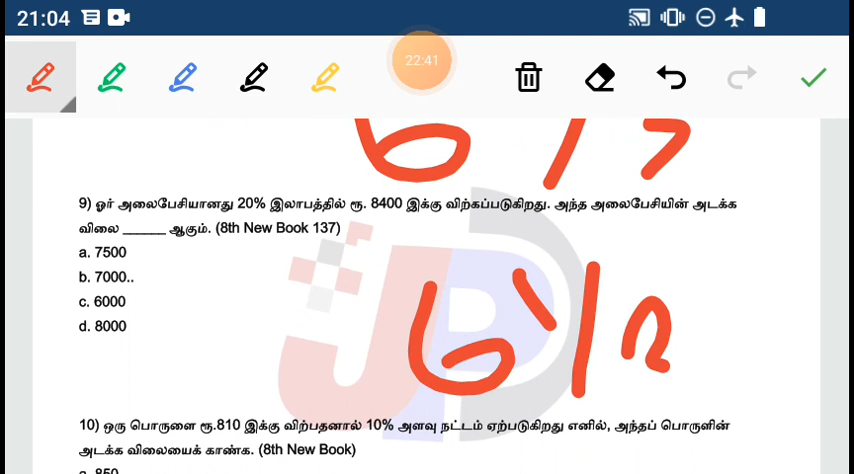 21:04
22:41
9) ஓர் அலைபேசியானது 20% இலாபத்தில் ரூ. 8400 இக்கு விற்கப்படுகிறது. அந்த அலைபேசியின் அடக்க
விலை ______ ஆகும். (8th New Book 137)
a. 7500
b. 7000..
c. 6000
d. 8000
10) ஒரு பொருளை ரூ.810 இக்கு விற்பதனால் 10% அளவு நட்டம் ஏற்படுகிறது எனில், அந்தப் பொருளின்
அடக்க விலையைக் காண்க. (8th New Book)
a. 850